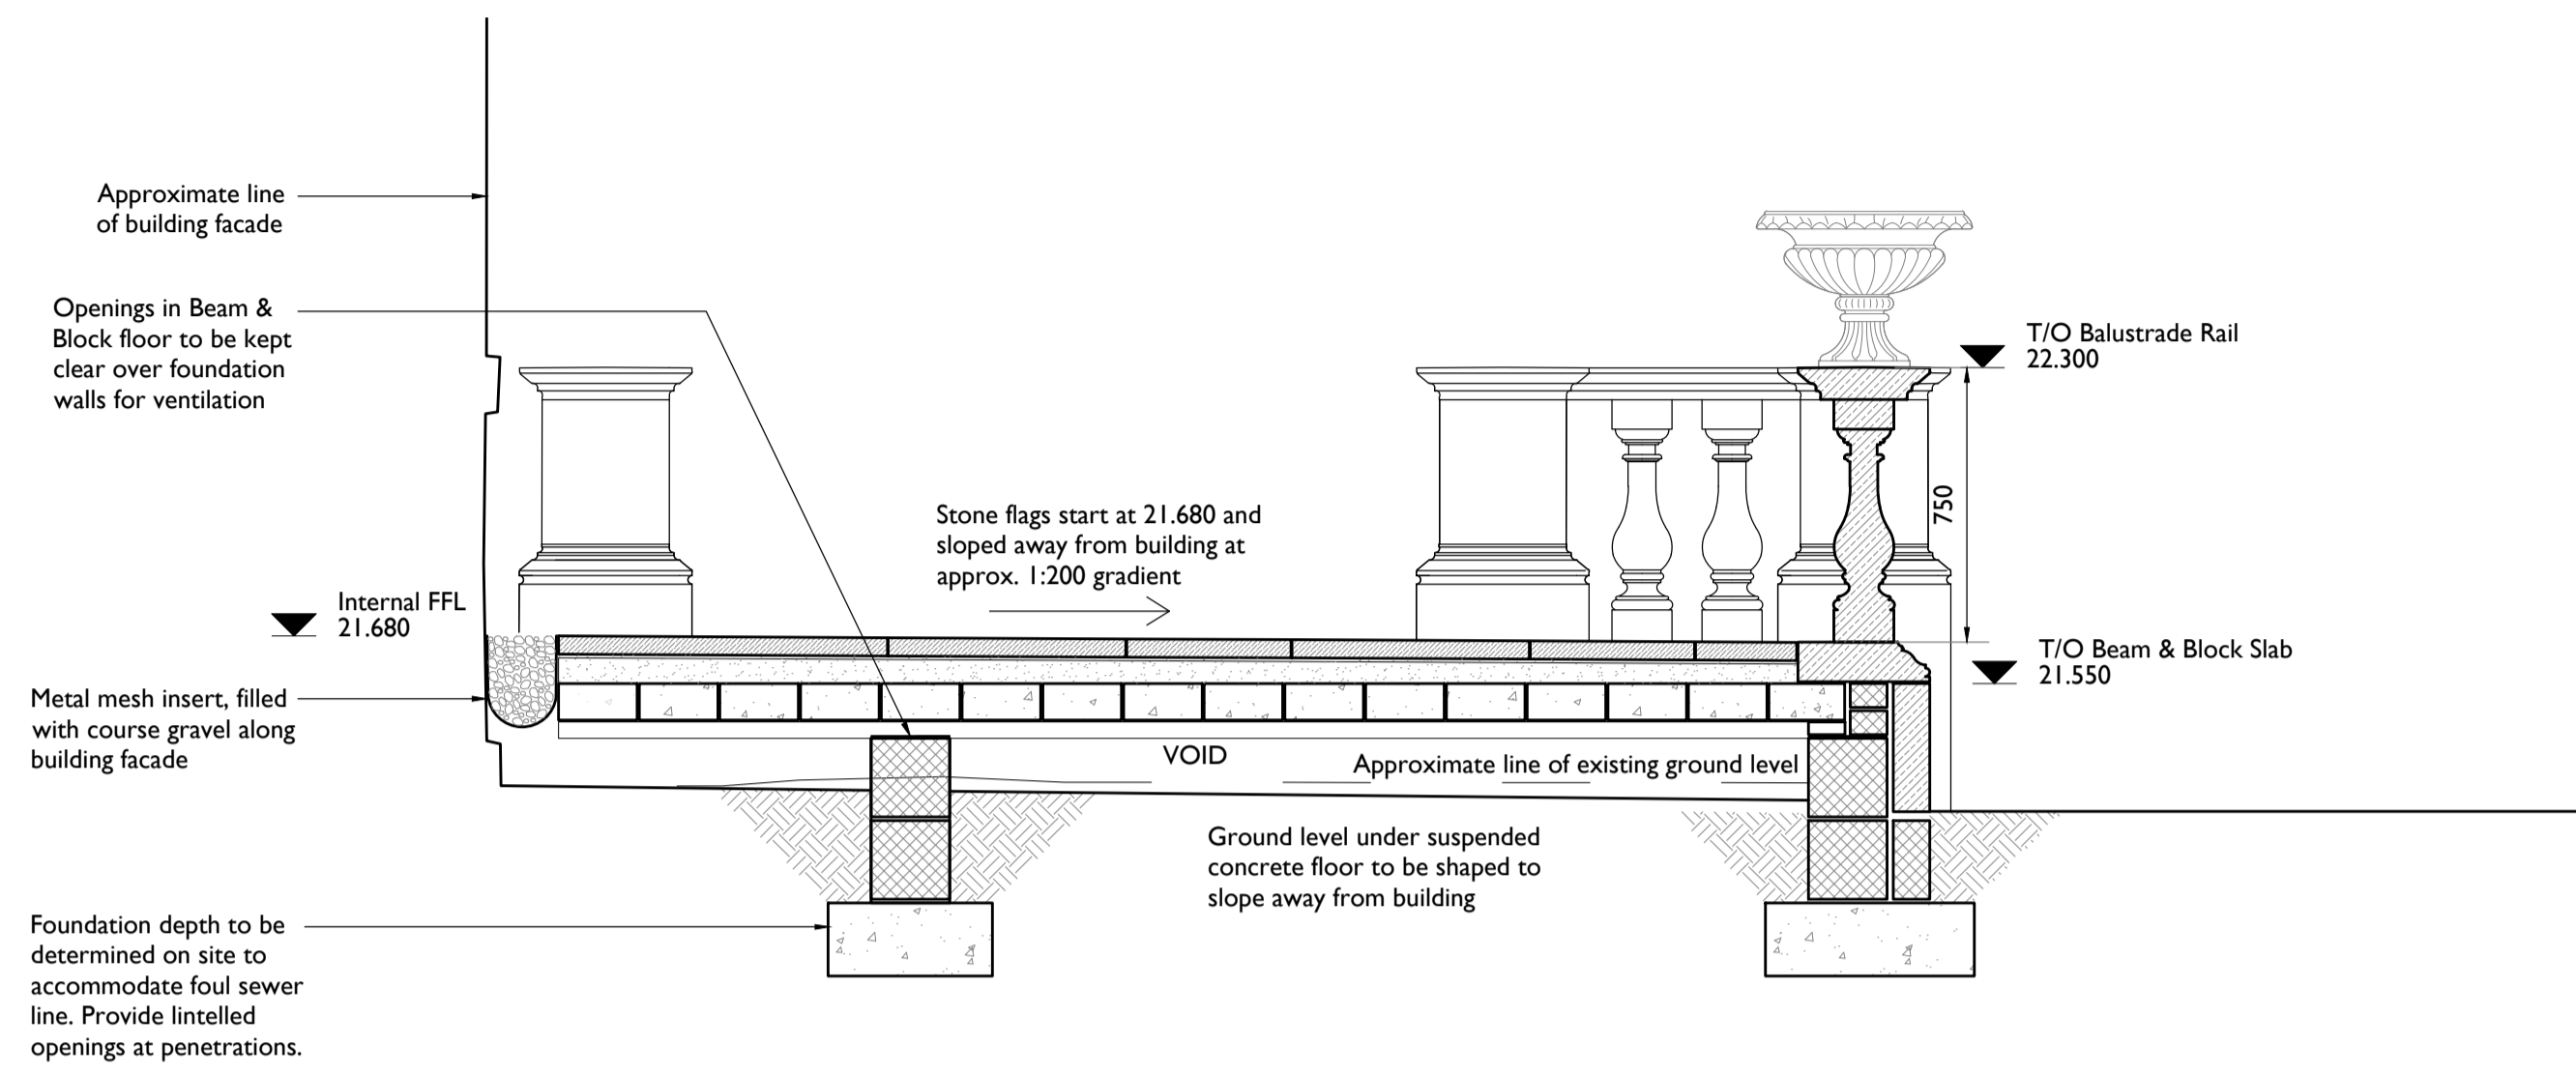 Approximate line
of building facade
Openings in Beam &
Block floor to be kept
clear over foundation
walls for ventilation
T/O Balustrade Rail
22.300
750
Stone flags start at 21.680 and
sloped away from building at
approx. 1:200 gradient
Internal FFL
21.680
T/O Beam & Block Slab
21.550
Metal mesh insert, filled
with course gravel along
building facade
VOID
Approximate line of existing ground level
Ground level under suspended
concrete floor to be shaped to
slope away from building
Foundation depth to be
determined on site to
accommodate foul sewer
line. Provide lintelled
openings at penetrations.